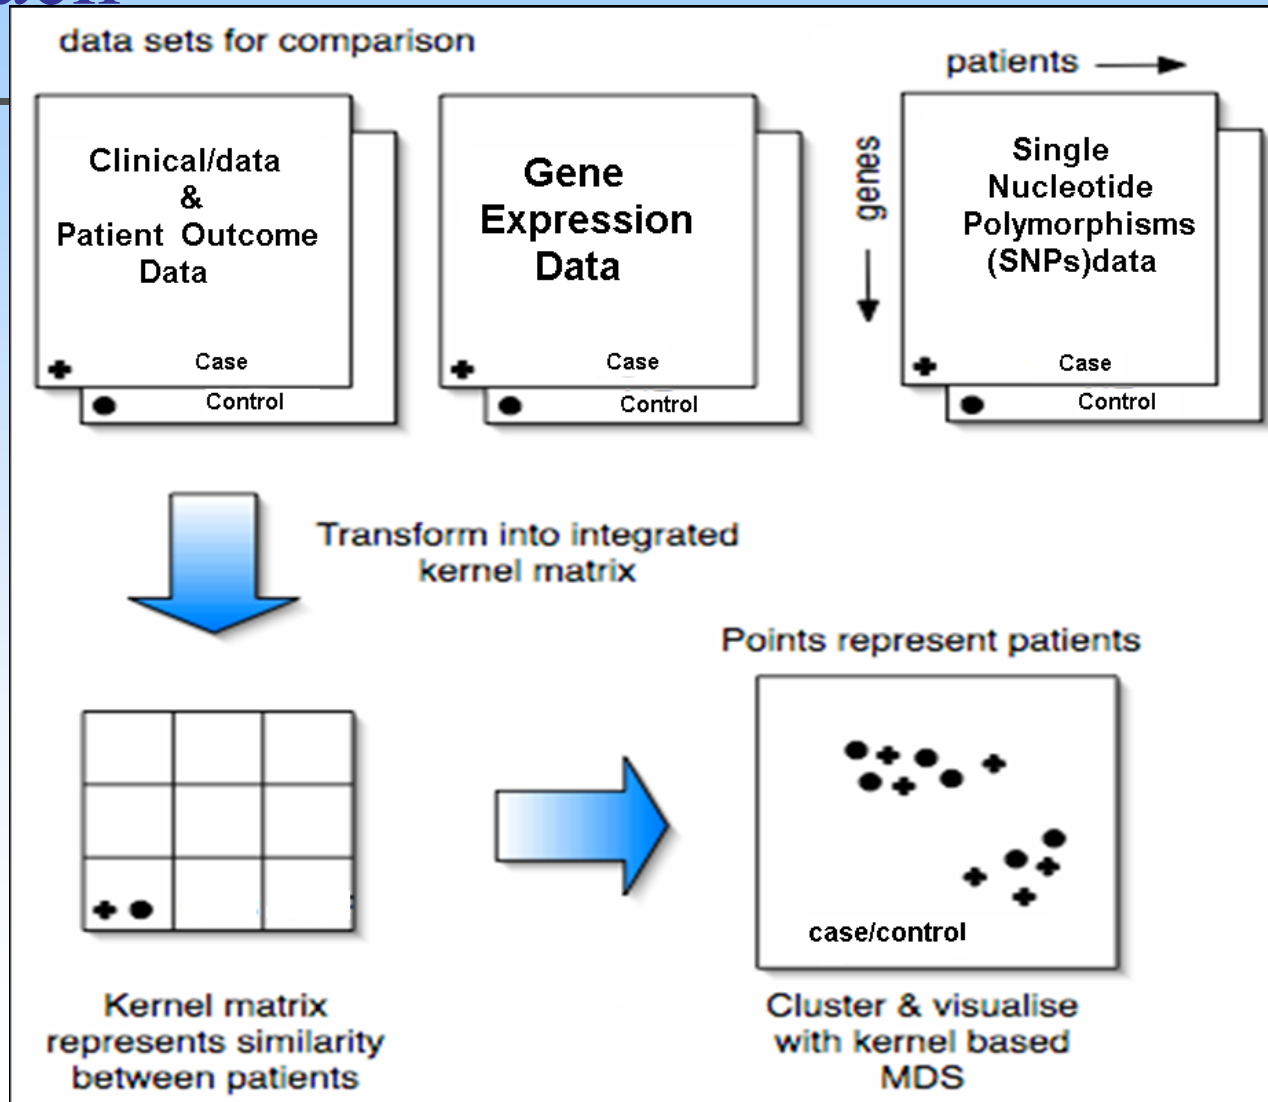 data sets for comparison
patients
Clinical/data
&
Patient Outcome
Data
Case
Control
Gene
Expression
Data
Case
Control
genes
Single
Nucleotide
Polymorphisms
(SNPs)data
Case
Control
Transform into integrated
kernel matrix
Points represent patients
case/control
Kernel matrix
represents similarity
between patients
Cluster & visualise
with kernel based
MDS